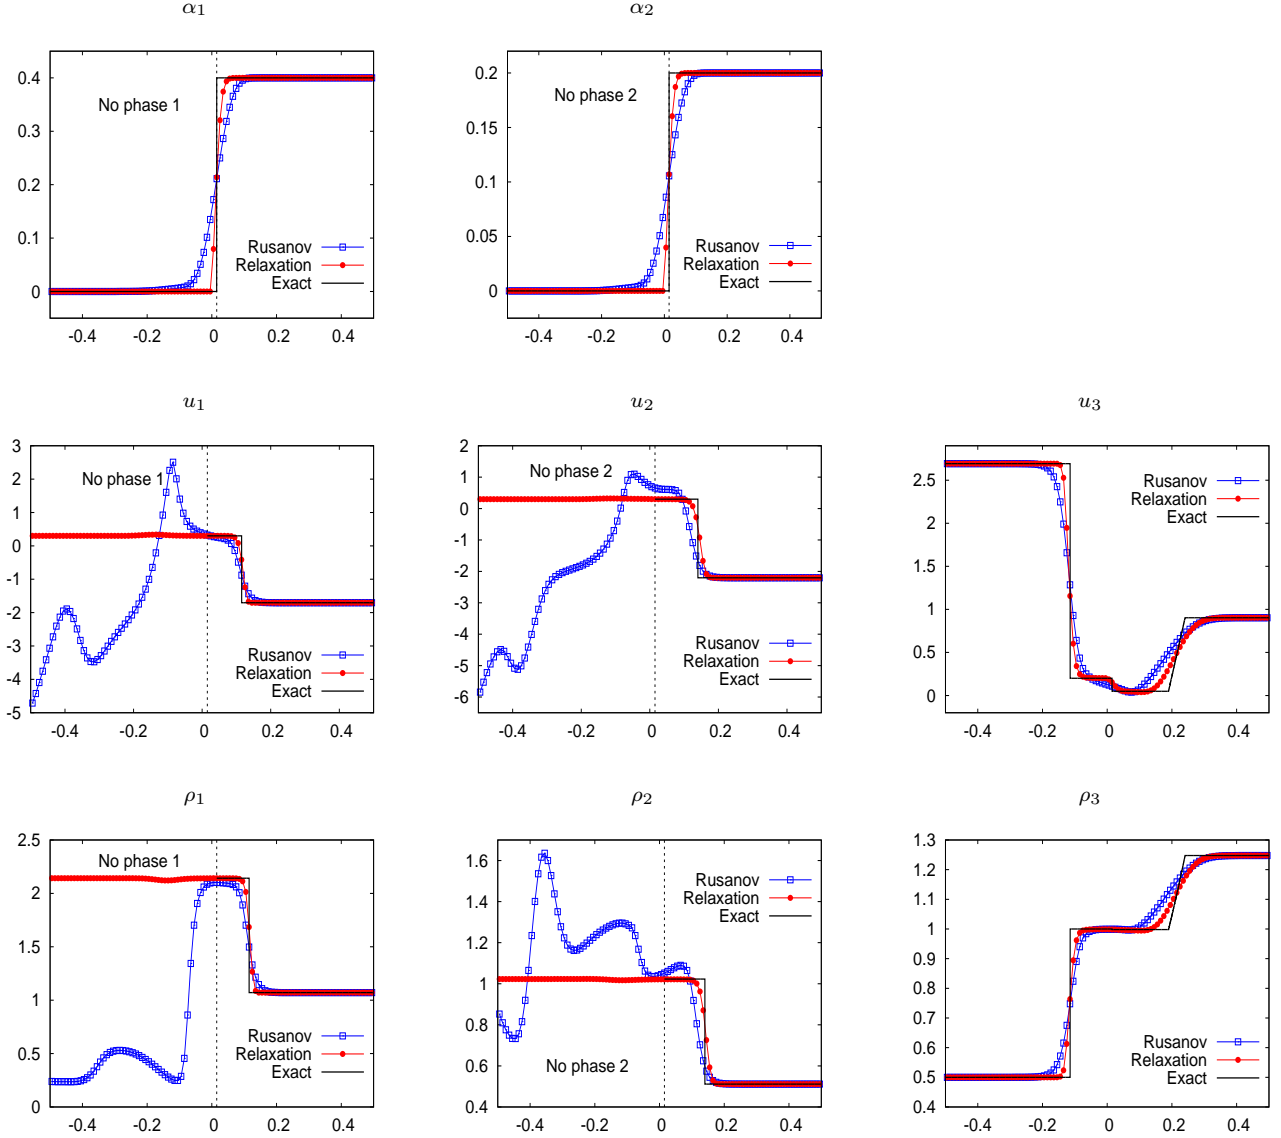 α1 α2
0.4
0.3
0.2
0.1
0
No phase 1
Rusanov
Relaxation
Exact
-0.4 -0.2 0 0.2 0.4
0.2
0.15
0.1
0.05
0
No phase 2
Rusanov
Relaxation
Exact
-0.4 -0.2 0 0.2 0.4
u1 u2 u3
3
2
1
0
-1
-2
-3
-4
-5
No phase 1
Rusanov
Relaxation
Exact
-0.4 -0.2 0 0.2 0.4
2
1
0
-1
-2
-3
-4
-5
-6
No phase 2
Rusanov
Relaxation
Exact
-0.4 -0.2 0 0.2 0.4
2.5
2
1.5
1
0.5
0
Rusanov
Relaxation
Exact
-0.4 -0.2 0 0.2 0.4
ρ1 ρ2 ρ3
2.5
2
1.5
1
0.5
0
No phase 1
Rusanov
Relaxation
Exact
-0.4 -0.2 0 0.2 0.4
1.6
1.4
1.2
1
0.8
0.6
0.4
Rusanov
Relaxation
Exact
No phase 2
-0.4 -0.2 0 0.2 0.4
1.3
1.2
1.1
1
0.9
0.8
0.7
0.6
0.5
0.4
Rusanov
Relaxation
Exact
-0.4 -0.2 0 0.2 0.4